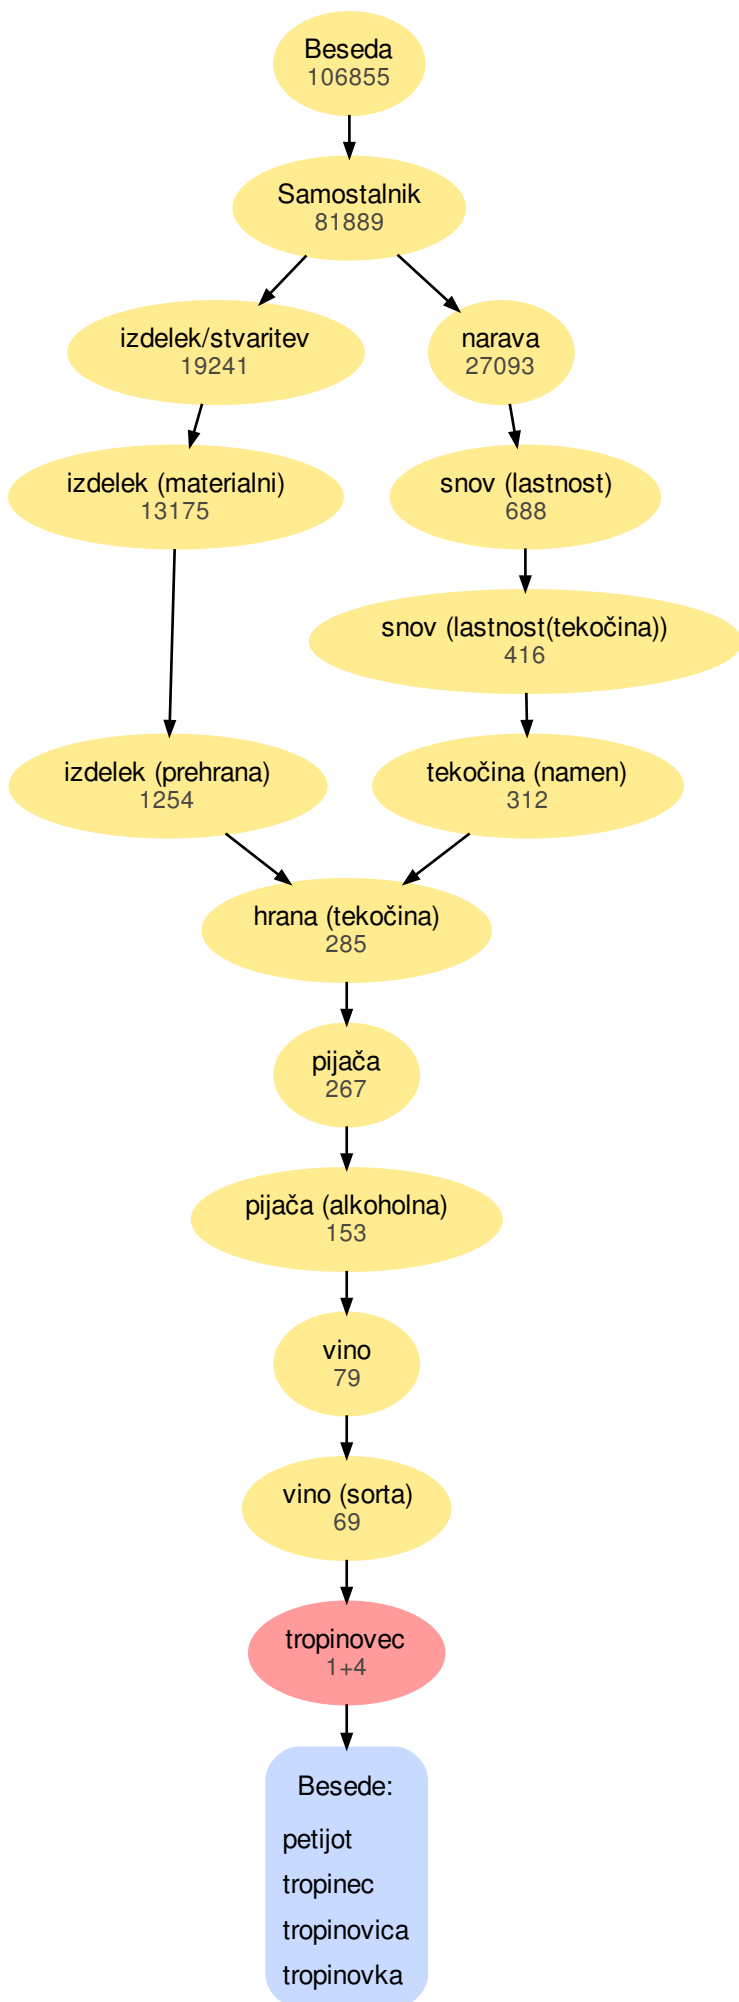 Beseda
106855
Samostalnik
81889
izdelek/stvaritev
19241
narava
27093
izdelek (materialni)
13175
snov (lastnost)
688
snov (lastnost(tekočina))
416
izdelek (prehrana)
1254
tekočina (namen)
312
hrana (tekočina)
285
pijača
267
pijača (alkoholna)
153
vino
79
vino (sorta)
69
tropinovec
1+4
Besede:
petijot
tropinec
tropinovica
tropinovka